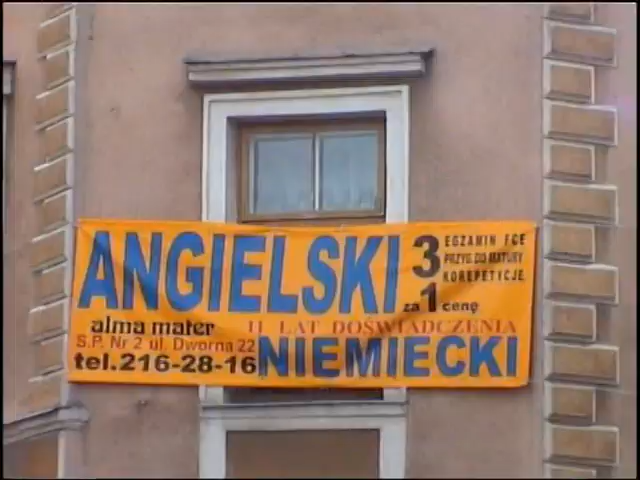 ANGIELSKI
3 EGZAMIN FCE
PRZYG. DO MATURY
KOREPETYCJE
za 1 cenę
alma mater
11 LAT DOŚWIADCZENIA
S.P. Nr 2 ul. Dworna 22
tel. 216-28-16
NIEMIECKI